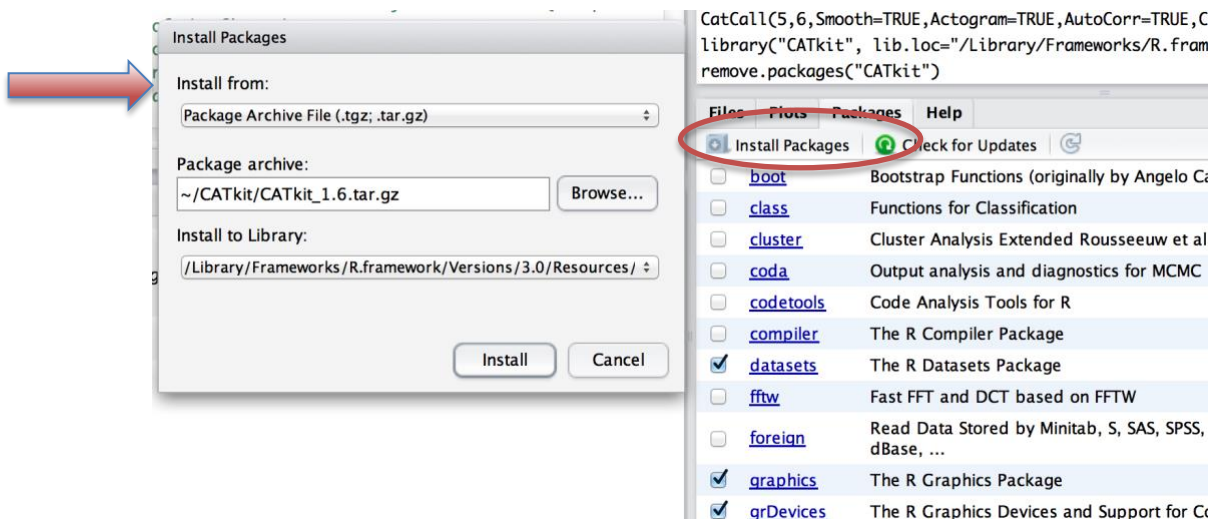 Install Packages
Install from:
Package Archive File (.tgz; .tar.gz)
Package archive:
~/CATkit/CATkit_1.6.tar.gz
Browse...
Install to Library:
/Library/Frameworks/R.framework/Versions/3.0/Resources/
Install
Cancel
CatCall(5,6,Smooth=TRUE,Actogram=TRUE,AutoCorr=TRUE,C
library("CATkit", lib.loc="/Library/Frameworks/R.fram
remove.packages("CATkit")
Files Plots Packages Help
Install Packages Check for Updates
boot Bootstrap Functions (originally by Angelo Ca
class Functions for Classification
cluster Cluster Analysis Extended Rousseeuw et al
coda Output analysis and diagnostics for MCMC
codetools Code Analysis Tools for R
compiler The R Compiler Package
datasets The R Datasets Package
fftw Fast FFT and DCT based on FFTW
foreign Read Data Stored by Minitab, S, SAS, SPSS,
dBase, ...
graphics The R Graphics Package
grDevices The R Graphics Devices and Support for Co